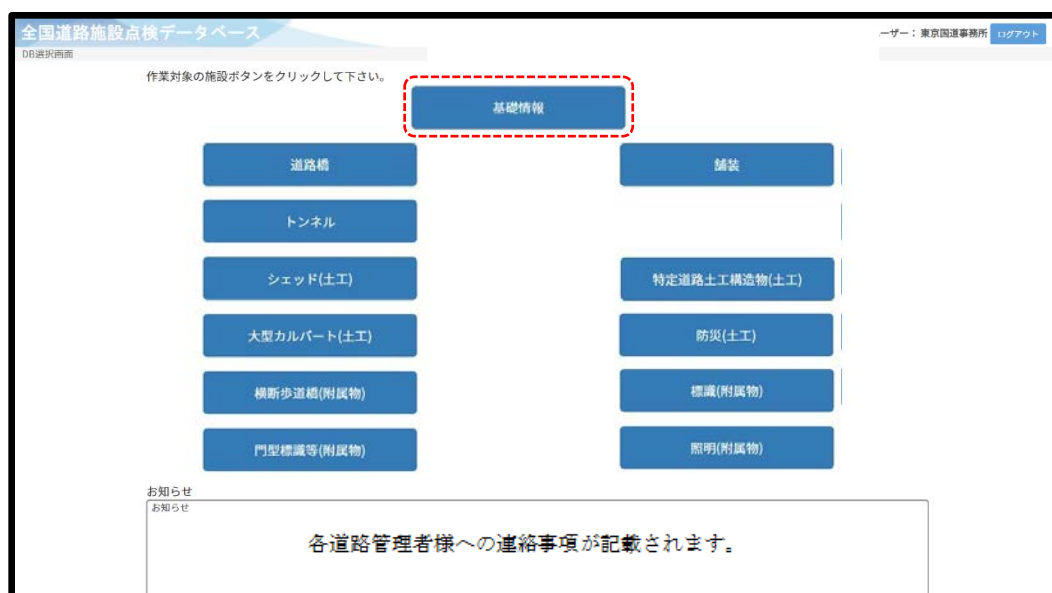 全国道路施設点検データベース
ーザー：東京国道事務所 ログアウト
DB選択画面
作業対象の施設ボタンをクリックして下さい。
基礎情報
道路橋
舗装
トンネル
シェッド(土工)
特定道路土工構造物(土工)
大型カルバート(土工)
防災(土工)
横断歩道橋(附属物)
標識(附属物)
門型標識等(附属物)
照明(附属物)
お知らせ
お知らせ
各道路管理者様への連絡事項が記載されます。